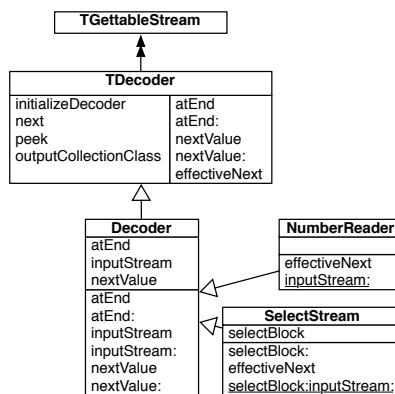 TGettableStream
TDecoder
initializeDecoder
next
peek
outputCollectionClass
atEnd
atEnd:
nextValue
nextValue:
effectiveNext
Decoder
atEnd
inputStream
nextValue
atEnd
atEnd:
inputStream
inputStream:
nextValue
nextValue:
NumberReader
effectiveNext
inputStream:
SelectStream
selectBlock
selectBlock:
effectiveNext
selectBlock:inputStream: